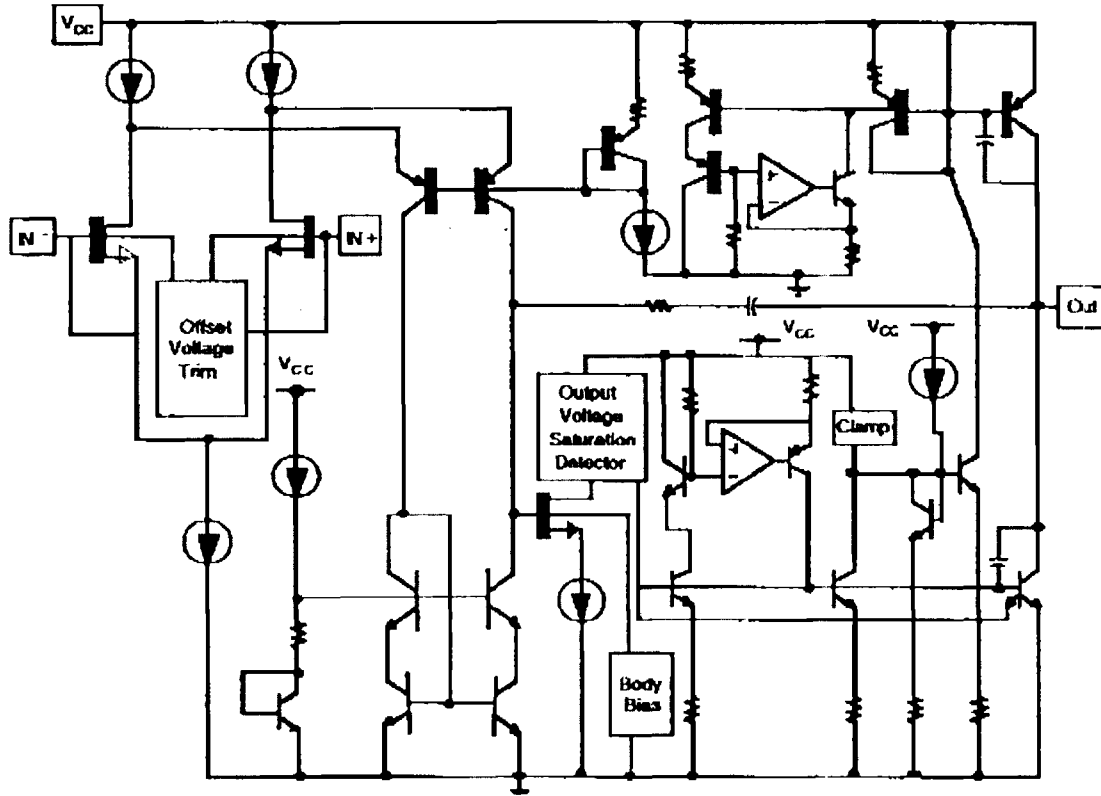 VCC
IN -
IN +
Offset
Voltage
Trim
VCC
Output
Voltage
Saturation
Detector
VCC
VCC
Clamp
Out
Body
Bias